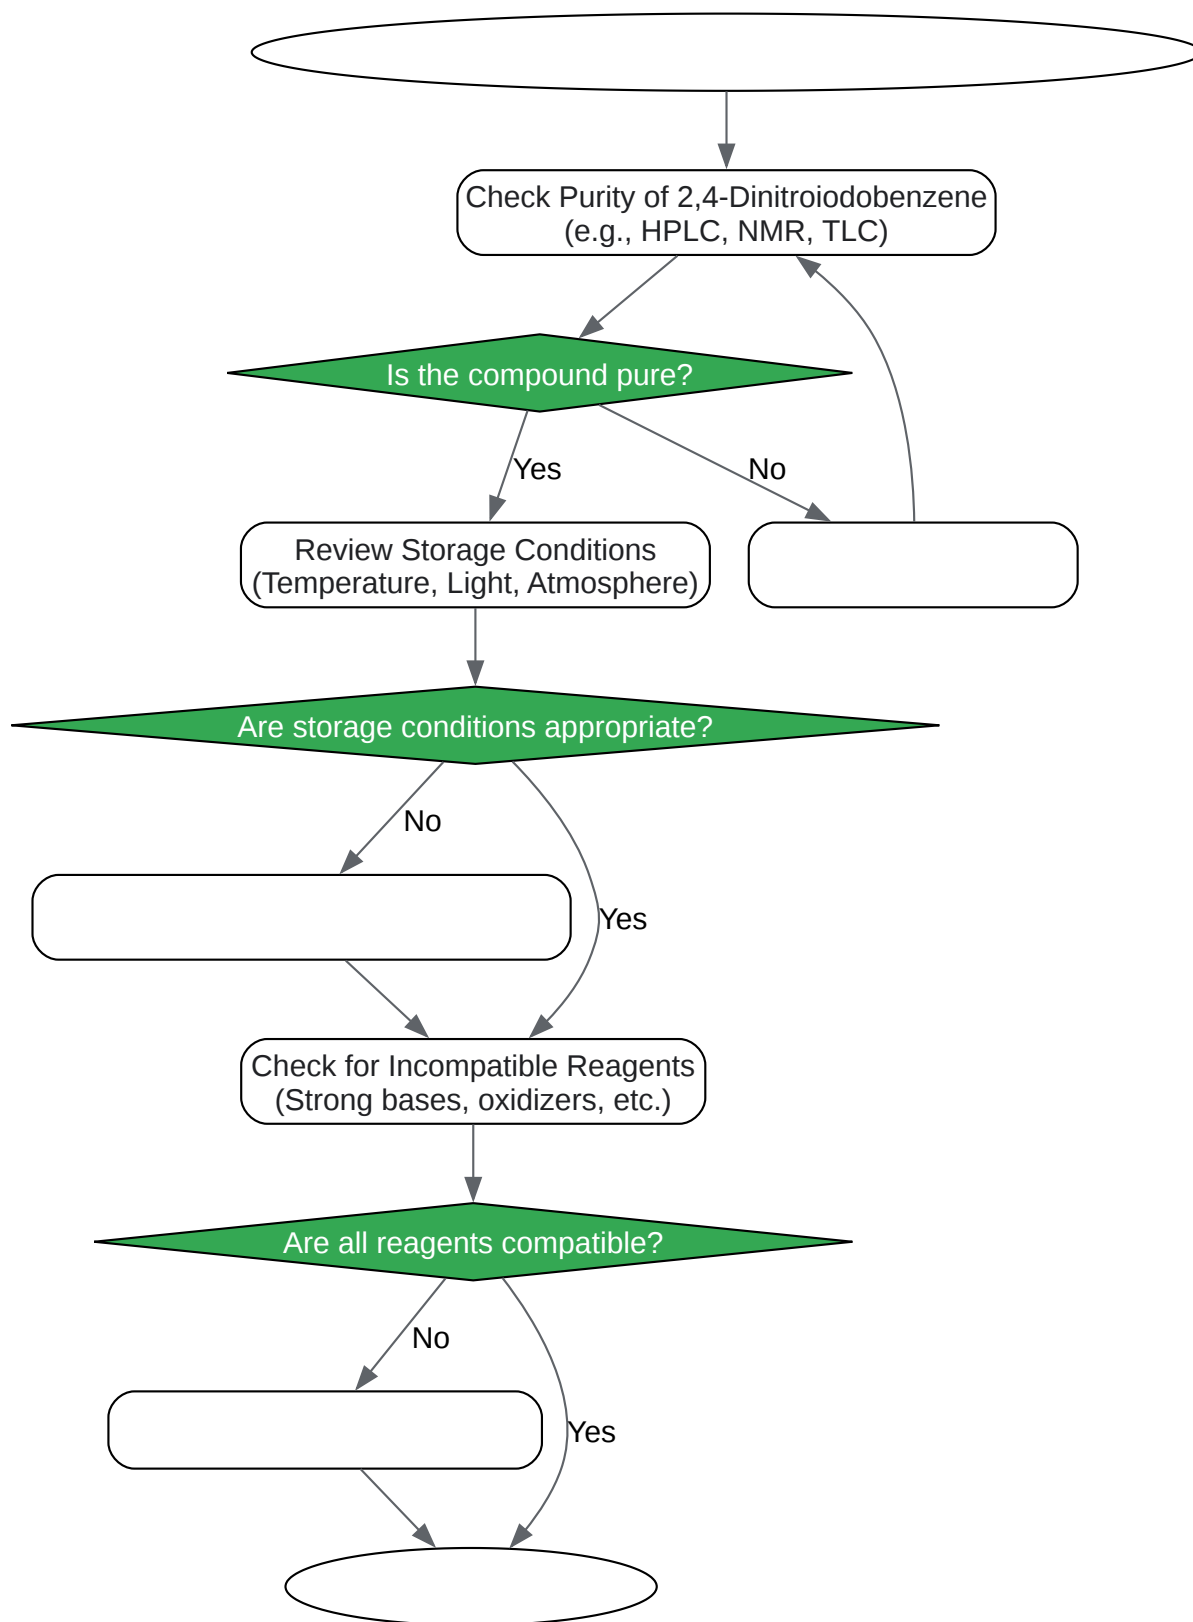 Check Purity of 2,4-Dinitroiodobenzene
(e.g., HPLC, NMR, TLC)
Is the compound pure?
Yes
No
Review Storage Conditions
(Temperature, Light, Atmosphere)
Are storage conditions appropriate?
No
Yes
Check for Incompatible Reagents
(Strong bases, oxidizers, etc.)
Are all reagents compatible?
No
Yes